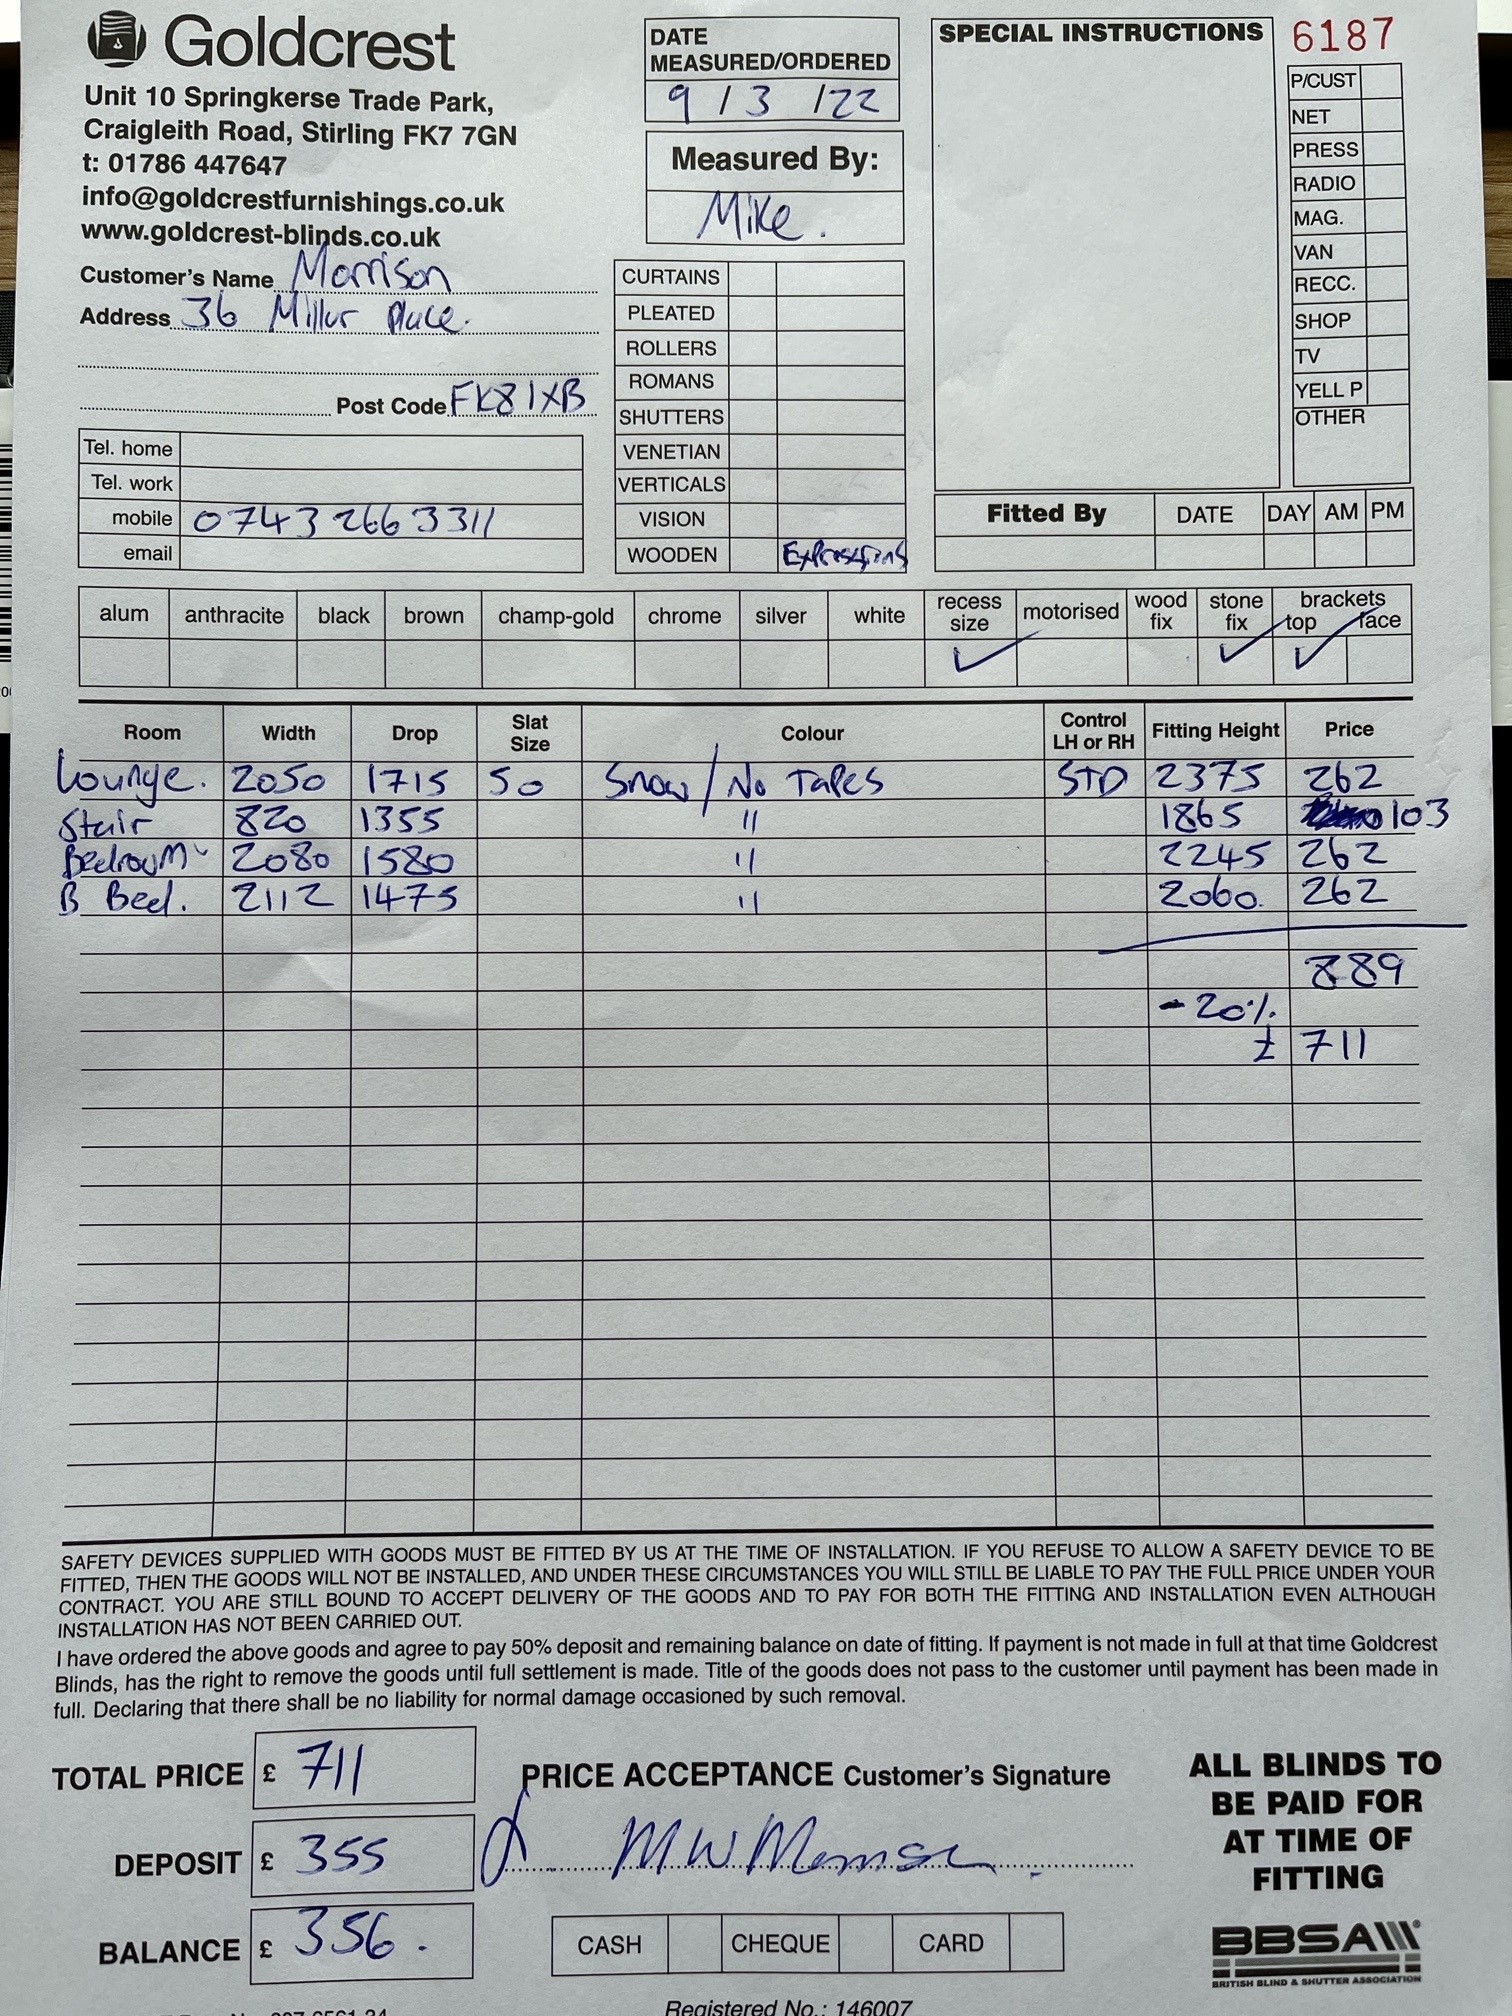 Goldcrest
Unit 10 Springkerse Trade Park,
Craigleith Road, Stirling FK7 7GN
t: 01786 447647
info@goldcrestfurnishings.co.uk
www.goldcrest-blinds.co.uk
Customer's Name Morrison
Address 36 Millar Place.
Post Code FK8 1XB
Tel. home
Tel. work
mobile 07432663311
email
DATE
MEASURED/ORDERED
9 / 3 / 22
Measured By:
Mike.
CURTAINS
PLEATED
ROLLERS
ROMANS
SHUTTERS
VENETIAN
VERTICALS
VISION
WOODEN Expressions
SPECIAL INSTRUCTIONS
6187
P/CUST
NET
PRESS
RADIO
MAG.
VAN
RECC.
SHOP
TV
YELL P
OTHER
Fitted By DATE DAY AM PM
alum anthracite black brown champ-gold chrome silver white recess size motorised wood fix stone fix brackets top face
✓ ✓ ✓
Room Width Drop Slat Size Colour Control LH or RH Fitting Height Price
Lounge. 2050 1715 50 Snow / No Tapes STD 2375 262
Stair 820 1355 " 1865 103
Bedroom 2080 1580 " 2245 262
B Bed. 2112 1475 " 2060. 262
889
- 20%
£ 711
SAFETY DEVICES SUPPLIED WITH GOODS MUST BE FITTED BY US AT THE TIME OF INSTALLATION. IF YOU REFUSE TO ALLOW A SAFETY DEVICE TO BE
FITTED, THEN THE GOODS WILL NOT BE INSTALLED, AND UNDER THESE CIRCUMSTANCES YOU WILL STILL BE LIABLE TO PAY THE FULL PRICE UNDER YOUR
CONTRACT. YOU ARE STILL BOUND TO ACCEPT DELIVERY OF THE GOODS AND TO PAY FOR BOTH THE FITTING AND INSTALLATION EVEN ALTHOUGH
INSTALLATION HAS NOT BEEN CARRIED OUT.
I have ordered the above goods and agree to pay 50% deposit and remaining balance on date of fitting. If payment is not made in full at that time Goldcrest
Blinds, has the right to remove the goods until full settlement is made. Title of the goods does not pass to the customer until payment has been made in
full. Declaring that there shall be no liability for normal damage occasioned by such removal.
TOTAL PRICE £ 711
DEPOSIT £ 355
BALANCE £ 356.
PRICE ACCEPTANCE Customer's Signature
M W Morrison
CASH CHEQUE CARD
ALL BLINDS TO
BE PAID FOR
AT TIME OF
FITTING
BBSA®
BRITISH BLIND & SHUTTER ASSOCIATION
Registered No.: 146007